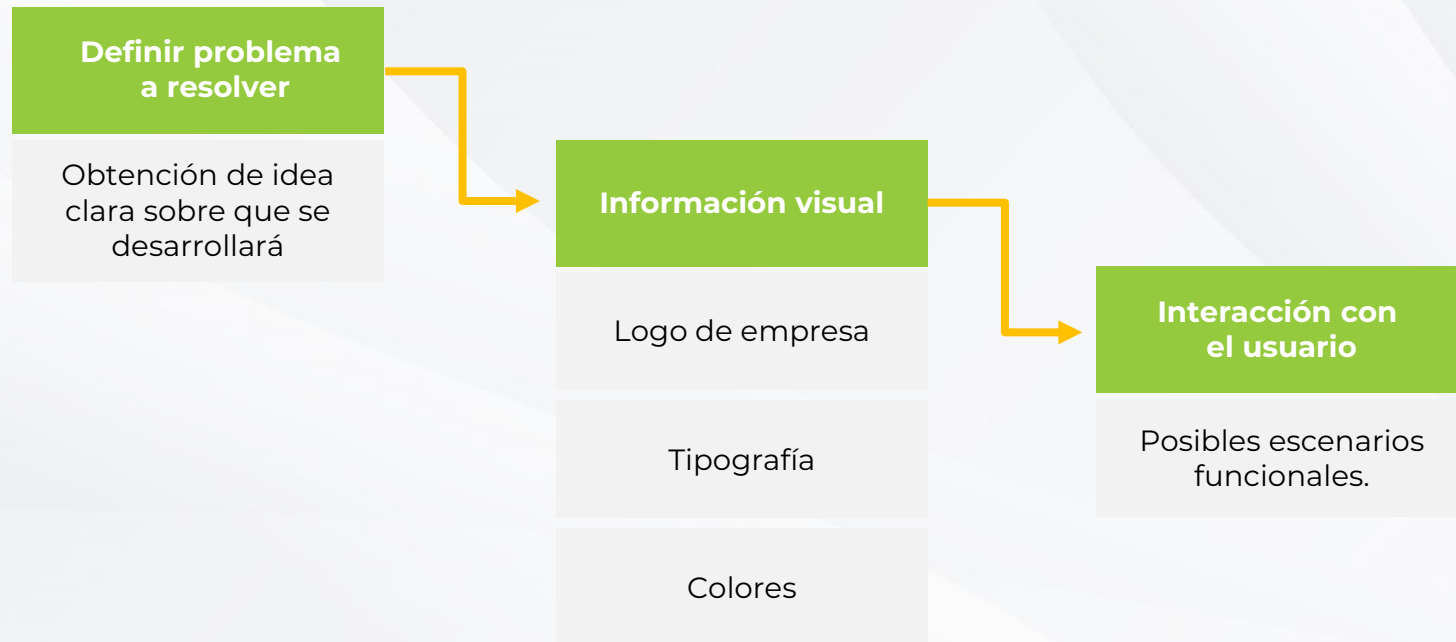 Definir problema
a resolver
Obtención de idea
clara sobre que se
desarrollará
Información visual
Logo de empresa
Tipografía
Colores
Interacción con
el usuario
Posibles escenarios
funcionales.